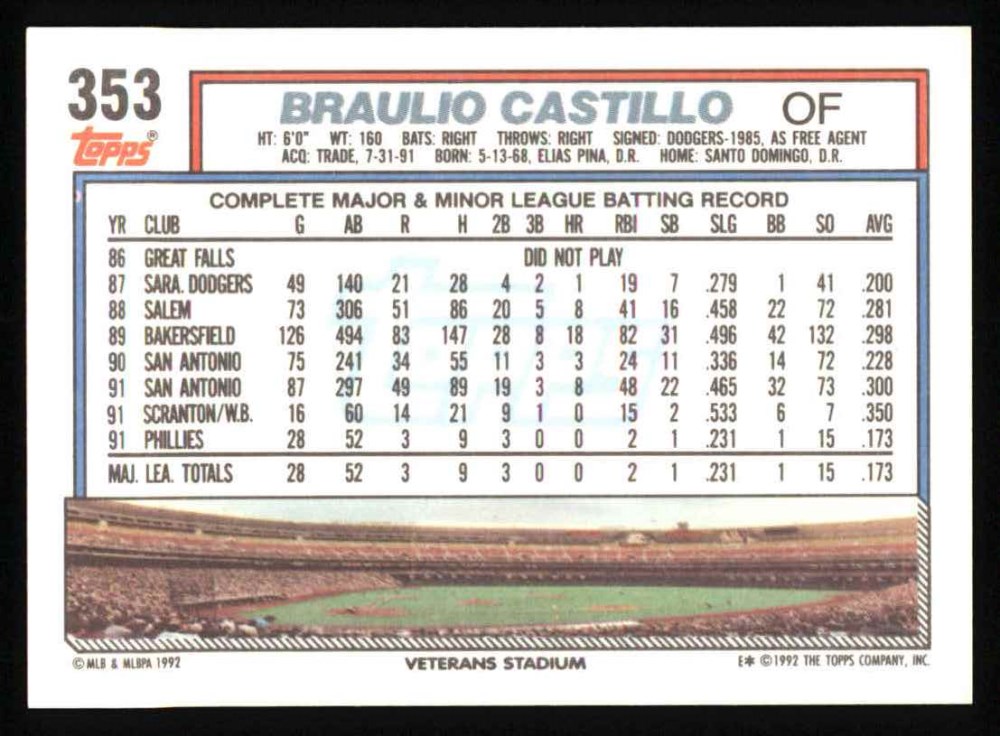 353
Topps®
BRAULIO CASTILLO OF
HT: 6'0" WT: 160 BATS: RIGHT THROWS: RIGHT SIGNED: DODGERS-1985, AS FREE AGENT
ACQ: TRADE, 7-31-91 BORN: 5-13-68, ELIAS PINA, D.R. HOME: SANTO DOMINGO, D.R.
COMPLETE MAJOR & MINOR LEAGUE BATTING RECORD
YR CLUB G AB R H 2B 3B HR RBI SB SLG BB SO AVG
86 GREAT FALLS DID NOT PLAY
87 SARA. DODGERS 49 140 21 28 4 2 1 19 7 .279 1 41 .200
88 SALEM 73 306 51 86 20 5 8 41 16 .458 22 72 .281
89 BAKERSFIELD 126 494 83 147 28 8 18 82 31 .496 42 132 .298
90 SAN ANTONIO 75 241 34 55 11 3 3 24 11 .336 14 72 .228
91 SAN ANTONIO 87 297 49 89 19 3 8 48 22 .465 32 73 .300
91 SCRANTON/W.B. 16 60 14 21 9 1 0 15 2 .533 6 7 .350
91 PHILLIES 28 52 3 9 3 0 0 2 1 .231 1 15 .173
MAJ. LEA. TOTALS 28 52 3 9 3 0 0 2 1 .231 1 15 .173
Topps
© MLB & MLBPA 1992
VETERANS STADIUM
E* © 1992 THE TOPPS COMPANY, INC.